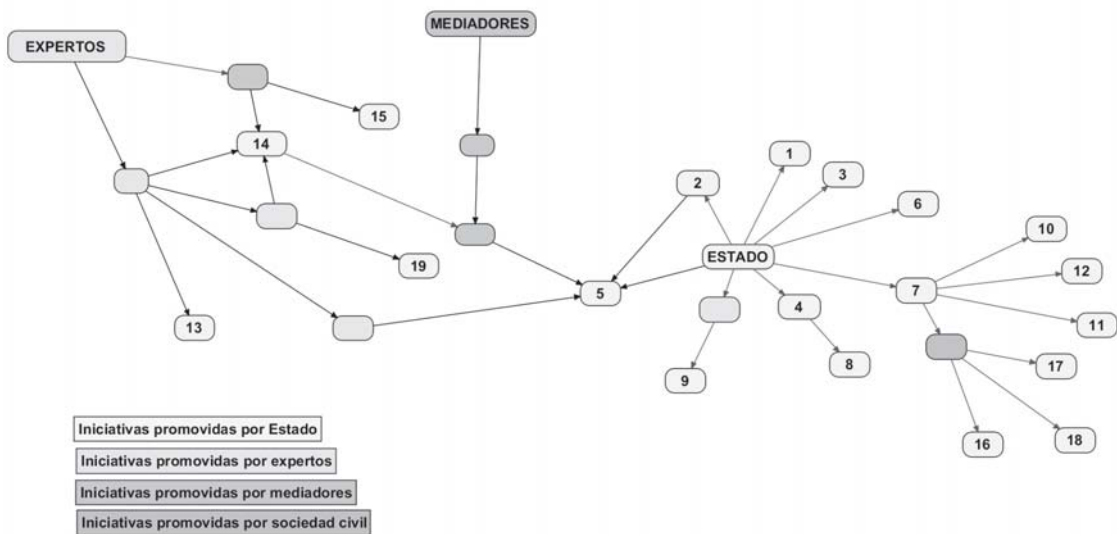 MEDIADORES
EXPERTOS
15
14
1
3
2
6
10
ESTADO
19
12
7
5
4
13
11
8
17
9
16
18
Iniciativas promovidas por Estado
Iniciativas promovidas por expertos
Iniciativas promovidas por mediadores
Iniciativas promovidas por sociedad civil